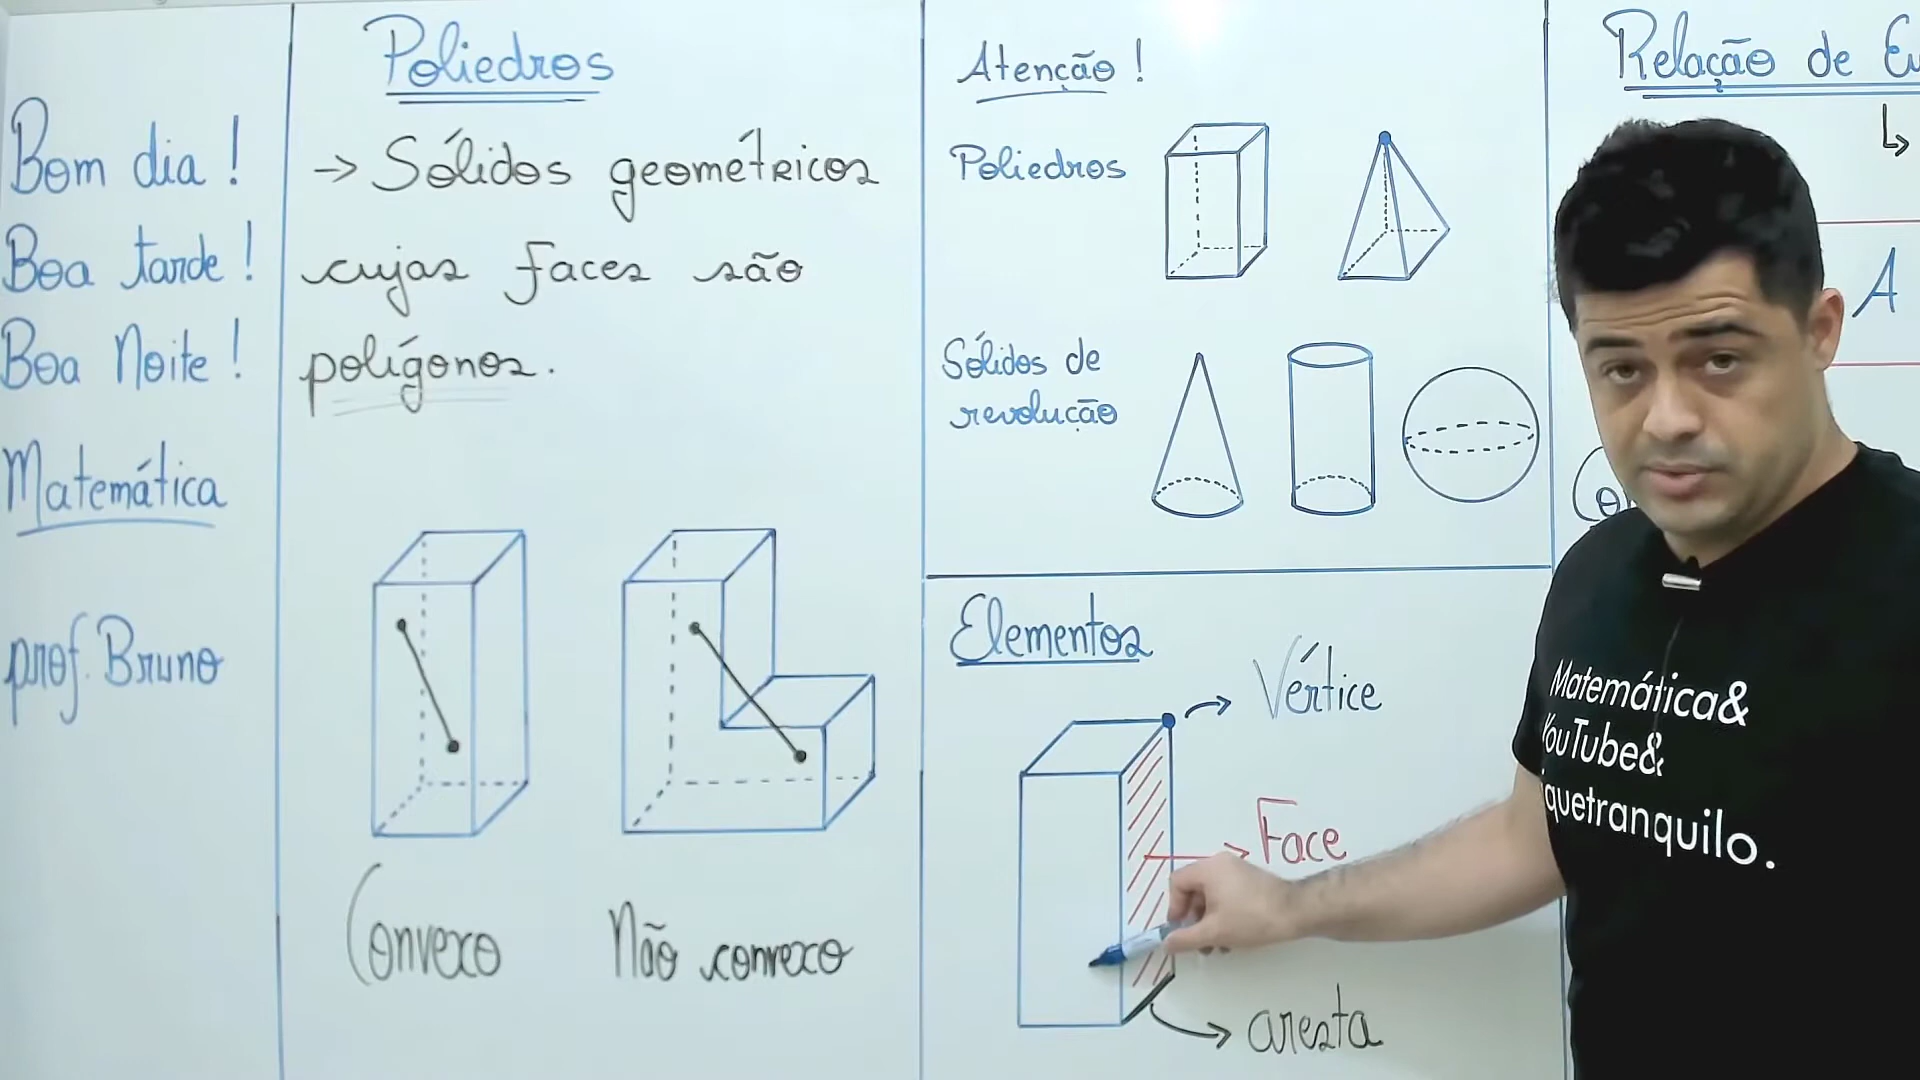 Bom dia!
Boa tarde!
Boa Noite!
Matemática
prof. Bruno
Poliedros
→ Sólidos geométricos
cujas faces são
polígonos.
Convexo
Não convexo
Atenção!
Poliedros
Sólidos de
revolução
Elementos
Vértice
Face
aresta
Relação de Eu
A
Matemática&
YouTube&
quetranquilo.